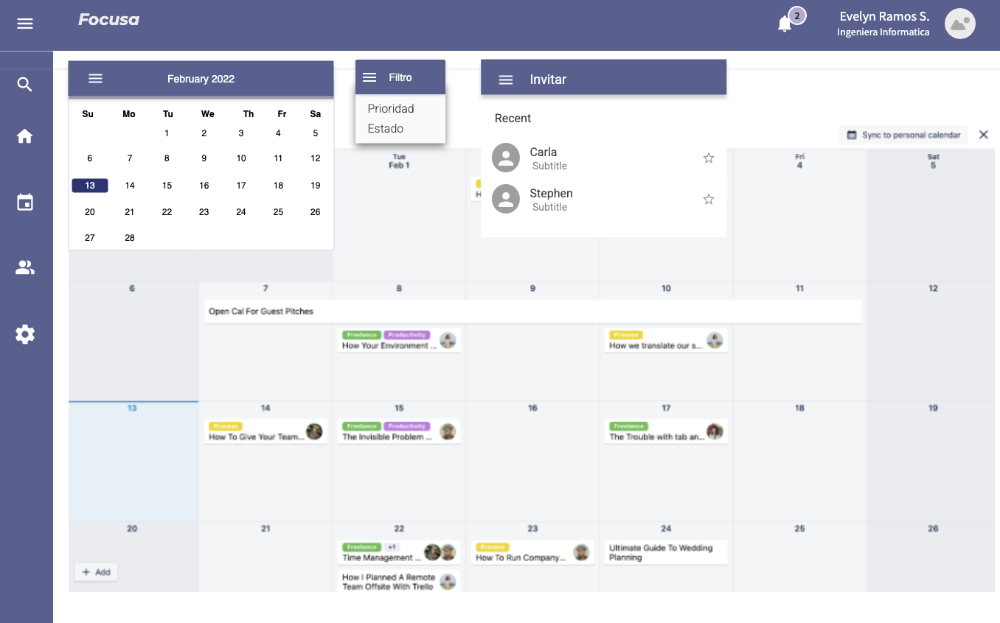 Focusa
2
Evelyn Ramos S.
Ingeniera Informatica
February 2022
Su Mo Tu We Th Fr Sa
1 2 3 4 5
6 7 8 9 10 11 12
13 14 15 16 17 18 19
20 21 22 23 24 25 26
27 28
Filtro
Prioridad
Estado
Invitar
Recent
Carla
Subtitle
Stephen
Subtitle
Sync to personal calendar
Tue
Feb 1
H
Fri
4
Sat
5
6 7 8 9 10 11 12
Open Cal For Guest Pitches
Freelance Productivity
How Your Environment ...
Process
How we translate our s...
13 14 15 16 17 18 19
Process
How To Give Your Team...
Freelance Productivity
The Invisible Problem ...
Freelance
The Trouble with tab an...
20 21 22 23 24 25 26
+ Add
Freelance +1
Time Management ...
How I Planned A Remote
Team Offsite With Trello
Process
How To Run Company...
Ultimate Guide To Wedding
Planning